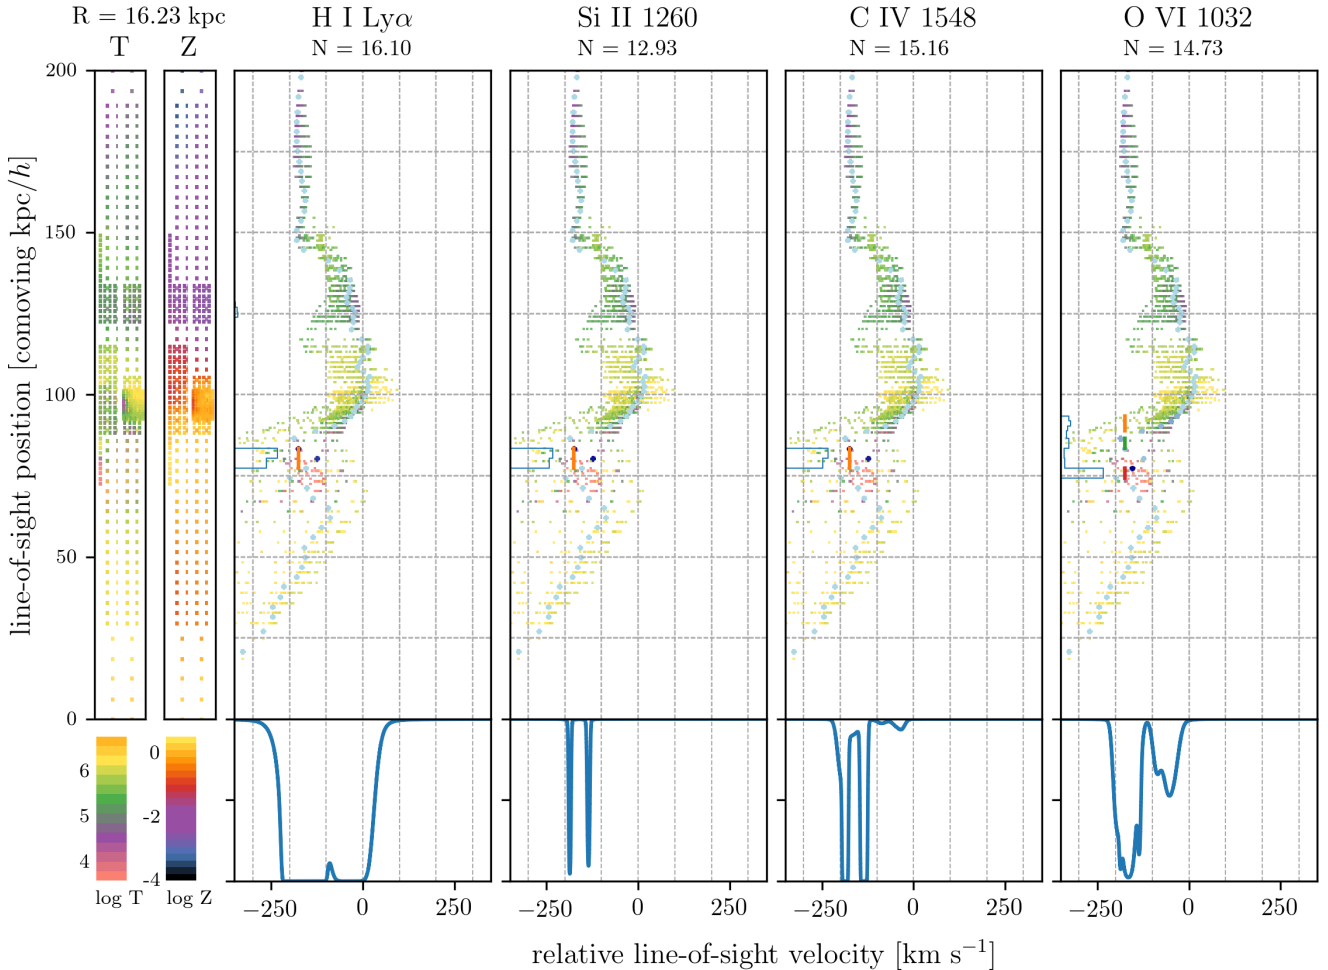 R = 16.23 kpc
T Z
H I Lyα
N = 16.10
Si II 1260
N = 12.93
C IV 1548
N = 15.16
O VI 1032
N = 14.73
line-of-sight position [comoving kpc/h]
200
150
100
50
0
6
5
4
log T
0
-2
-4
log Z
−250 0 250
−250 0 250
−250 0 250
−250 0 250
relative line-of-sight velocity [km s⁻¹]